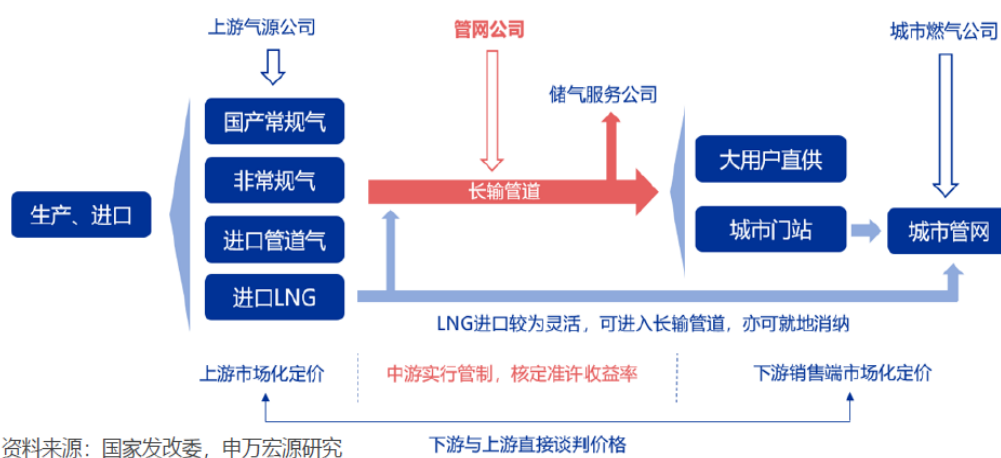 上游气源公司
管网公司
城市燃气公司
储气服务公司
国产常规气
非常规气
进口管道气
进口LNG
生产、进口
长输管道
大用户直供
城市门站
城市管网
LNG进口较为灵活，可进入长输管道，亦可就地消纳
上游市场化定价
中游实行管制，核定准许收益率
下游销售端市场化定价
下游与上游直接谈判价格
资料来源：国家发改委，申万宏源研究